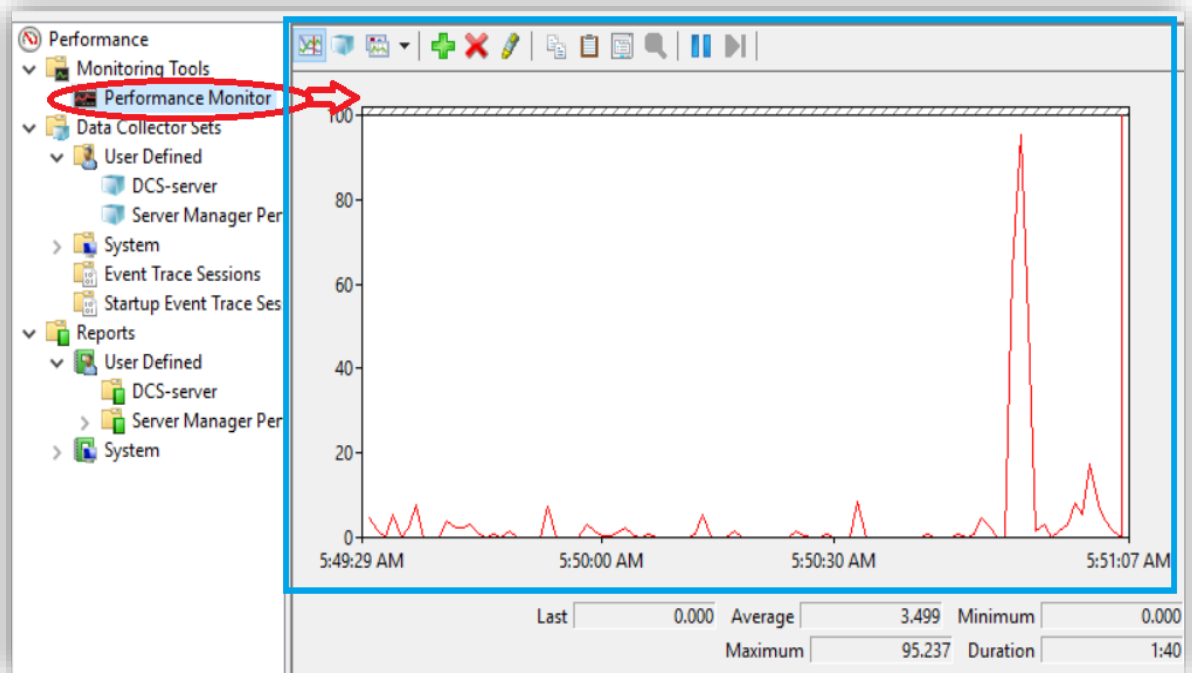 Performance
Monitoring Tools
Performance Monitor
Data Collector Sets
User Defined
DCS-server
Server Manager Per
System
Event Trace Sessions
Startup Event Trace Ses
Reports
User Defined
DCS-server
Server Manager Per
System
100
80
60
40
20
0
5:49:29 AM 5:50:00 AM 5:50:30 AM 5:51:07 AM
Last 0.000 Average 3.499 Minimum 0.000
Maximum 95.237 Duration 1:40